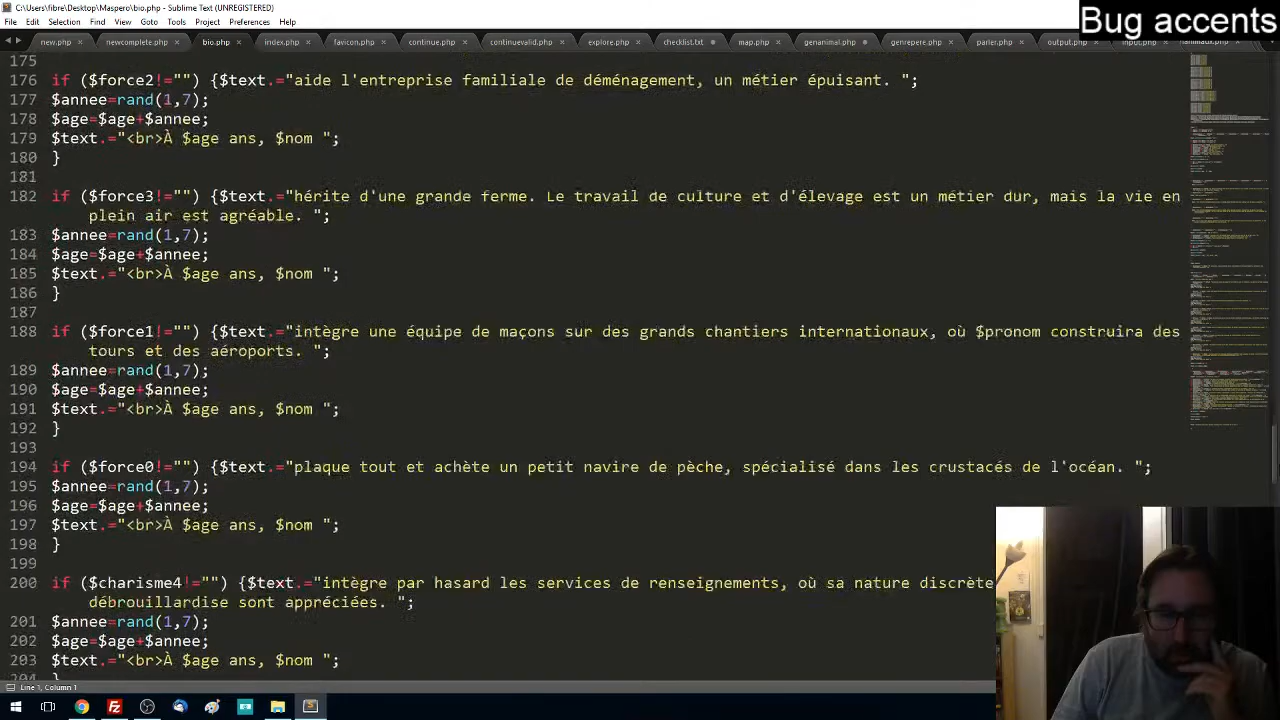 C:\Users\fibre\Desktop\Maspero\bio.php - Sublime Text (UNREGISTERED)
Bug accents
File Edit Selection Find View Goto Tools Project Preferences Help
new.php newcomplete.php bio.php index.php favicon.php continue.php continuevalid.php explore.php checklist.txt map.php genanimal.php genrepere.php parler.php output.php
175
176 if ($force2!="") {$text.="aide l'entreprise familiale de déménagement, un métier épuisant. ";
177 $annee=rand(1,7);
178 $age=$age+$annee;
179 $text.="<br>À $age ans, $nom ";
180 }
181
182 if ($force3!="") {$text.="hérite d'une grande ferme. Le travail de culture et d'élevage est un métier dur, mais la vie en
plein air est agréable. ";
183 $annee=rand(1,7);
184 $age=$age+$annee;
185 $text.="<br>À $age ans, $nom ";
186 }
187
188 if ($force1!="") {$text.="intègre une équipe de maçons sur des grands chantiers internationaux, où $pronom construira des
tours et des aéroports. ";
189 $annee=rand(1,7);
190 $age=$age+$annee;
191 $text.="<br>À $age ans, $nom ";
192 }
193
194 if ($force0!="") {$text.="plaque tout et achète un petit navire de pèche, spécialisé dans les crustacés de l'océan. ";
195 $annee=rand(1,7);
196 $age=$age+$annee;
197 $text.="<br>À $age ans, $nom ";
198 }
199
200 if ($charisme4!="") {$text.="intègre par hasard les services de renseignements, où sa nature discrète
débrouillardise sont appréciées. ";
201 $annee=rand(1,7);
202 $age=$age+$annee;
203 $text.="<br>À $age ans, $nom ";
Line 1, Column 1